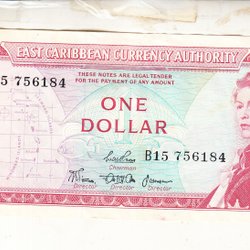 EAST CARIBBEAN CURRENCY AUTHORITY
15 756184
THESE NOTES ARE LEGAL TENDER
FOR THE PAYMENT OF ANY AMOUNT
ONE
DOLLAR
B15 756184
Chairman
Director Director Director